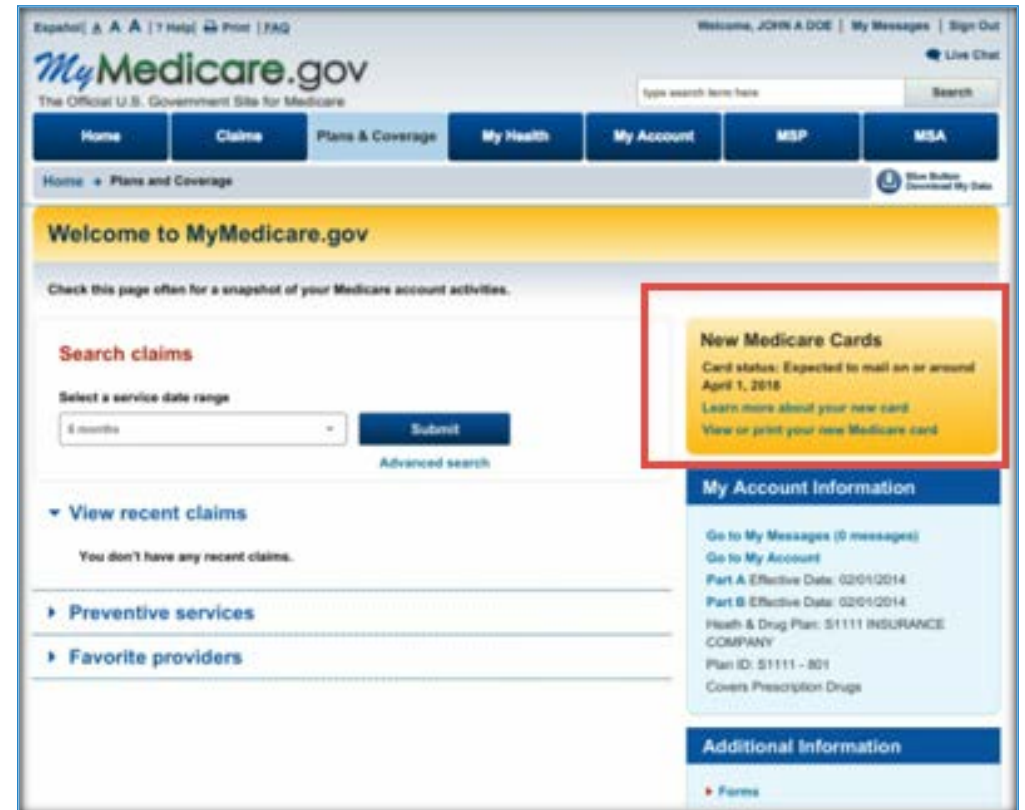 Español| A A A | ? Help| Print | FAQ
Welcome, JOHN A DOE | My Messages | Sign Out
Live Chat
MyMedicare.gov
The Official U.S. Government Site for Medicare
type search term here
Search
Home
Claims
Plans & Coverage
My Health
My Account
MSP
MSA
Home → Plans and Coverage
Blue Button
Download My Data
Welcome to MyMedicare.gov
Check this page often for a snapshot of your Medicare account activities.
Search claims
Select a service date range
6 months
Submit
Advanced search
View recent claims
You don't have any recent claims.
Preventive services
Favorite providers
New Medicare Cards
Card status: Expected to mail on or around
April 1, 2018
Learn more about your new card
View or print your new Medicare card
My Account Information
Go to My Messages (0 messages)
Go to My Account
Part A Effective Date: 02/01/2014
Part B Effective Date: 02/01/2014
Heath & Drug Plan: S1111 INSURANCE
COMPANY
Plan ID: S1111 - 801
Covers Prescription Drugs
Additional Information
Forms